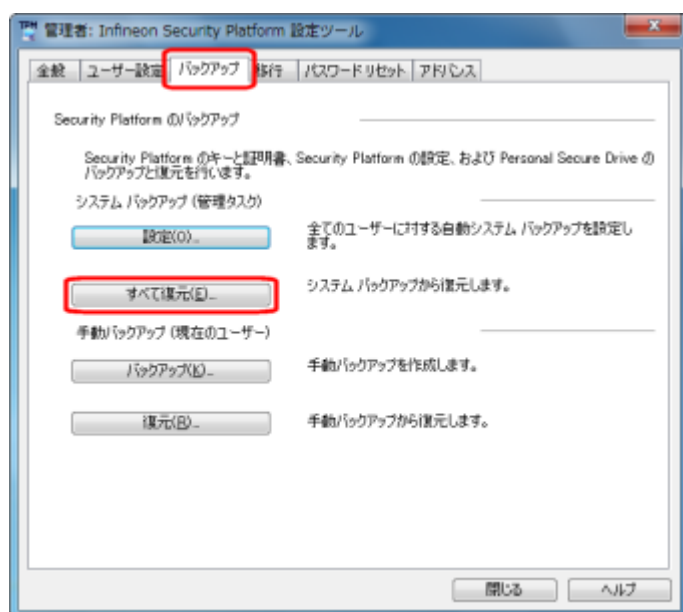 管理者: Infineon Security Platform 設定ツール
全般 ユーザー設定 バックアップ 移行 パスワード リセット アドバンス
Security Platform のバックアップ
Security Platform のキーと証明書、Security Platform の設定、および Personal Secure Drive の
バックアップと復元を行います。
システム バックアップ (管理タスク)
設定(O)... 全てのユーザーに対する自動システム バックアップを設定し
ます。
すべて復元(E)... システム バックアップから復元します。
手動バックアップ (現在のユーザー)
バックアップ(K)... 手動バックアップを作成します。
復元(R)... 手動バックアップから復元します。
閉じる ヘルプ